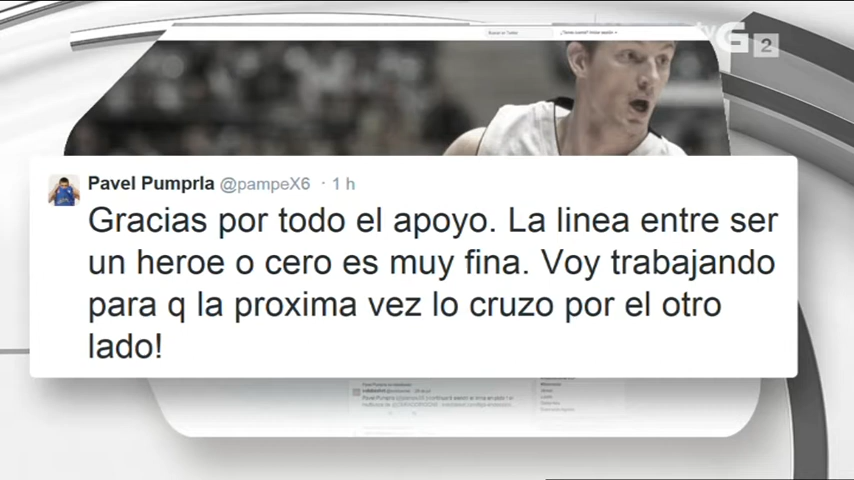 G
2
Pavel Pumprla @pampeX6 · 1 h
Gracias por todo el apoyo. La linea entre ser
un heroe o cero es muy fina. Voy trabajando
para q la proxima vez lo cruzo por el otro
lado!